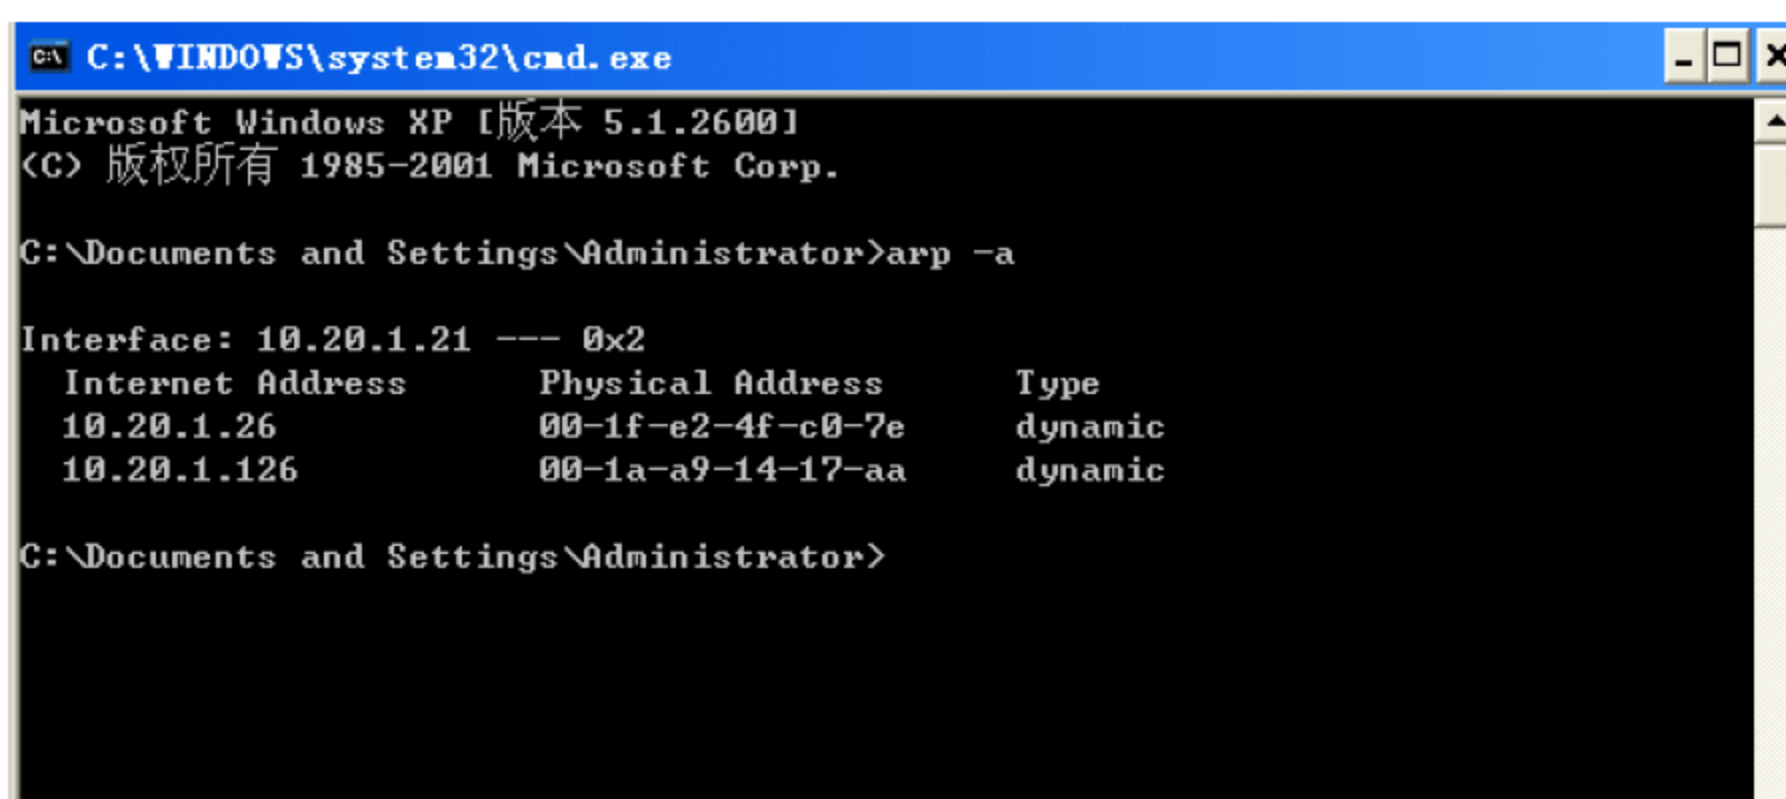 C:\WINDOWS\system32\cmd.exe
Microsoft Windows XP [版本 5.1.2600]
(C) 版权所有 1985-2001 Microsoft Corp.
C:\Documents and Settings\Administrator>arp -a
Interface: 10.20.1.21 --- 0x2
Internet Address Physical Address Type
10.20.1.26 00-1f-e2-4f-c0-7e dynamic
10.20.1.126 00-1a-a9-14-17-aa dynamic
C:\Documents and Settings\Administrator>